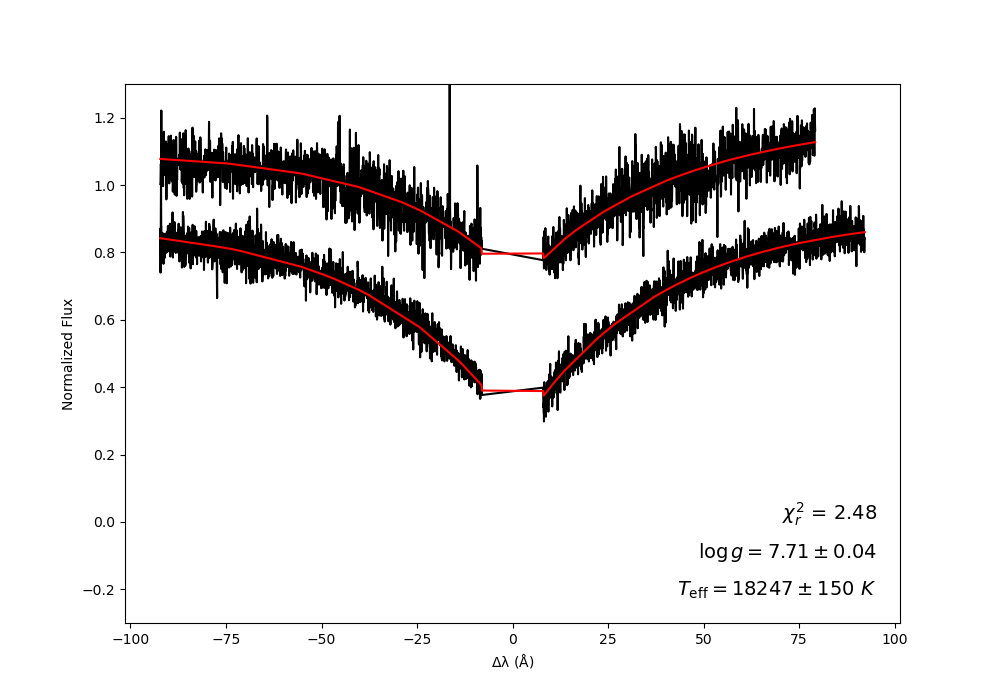 1.2
1.0
0.8
0.6
0.4
0.2
0.0
−0.2
Normalized Flux
χ²ᵣ = 2.48
log g = 7.71 ± 0.04
T_eff = 18247 ± 150 K
−100 −75 −50 −25 0 25 50 75 100
Δλ (Å)